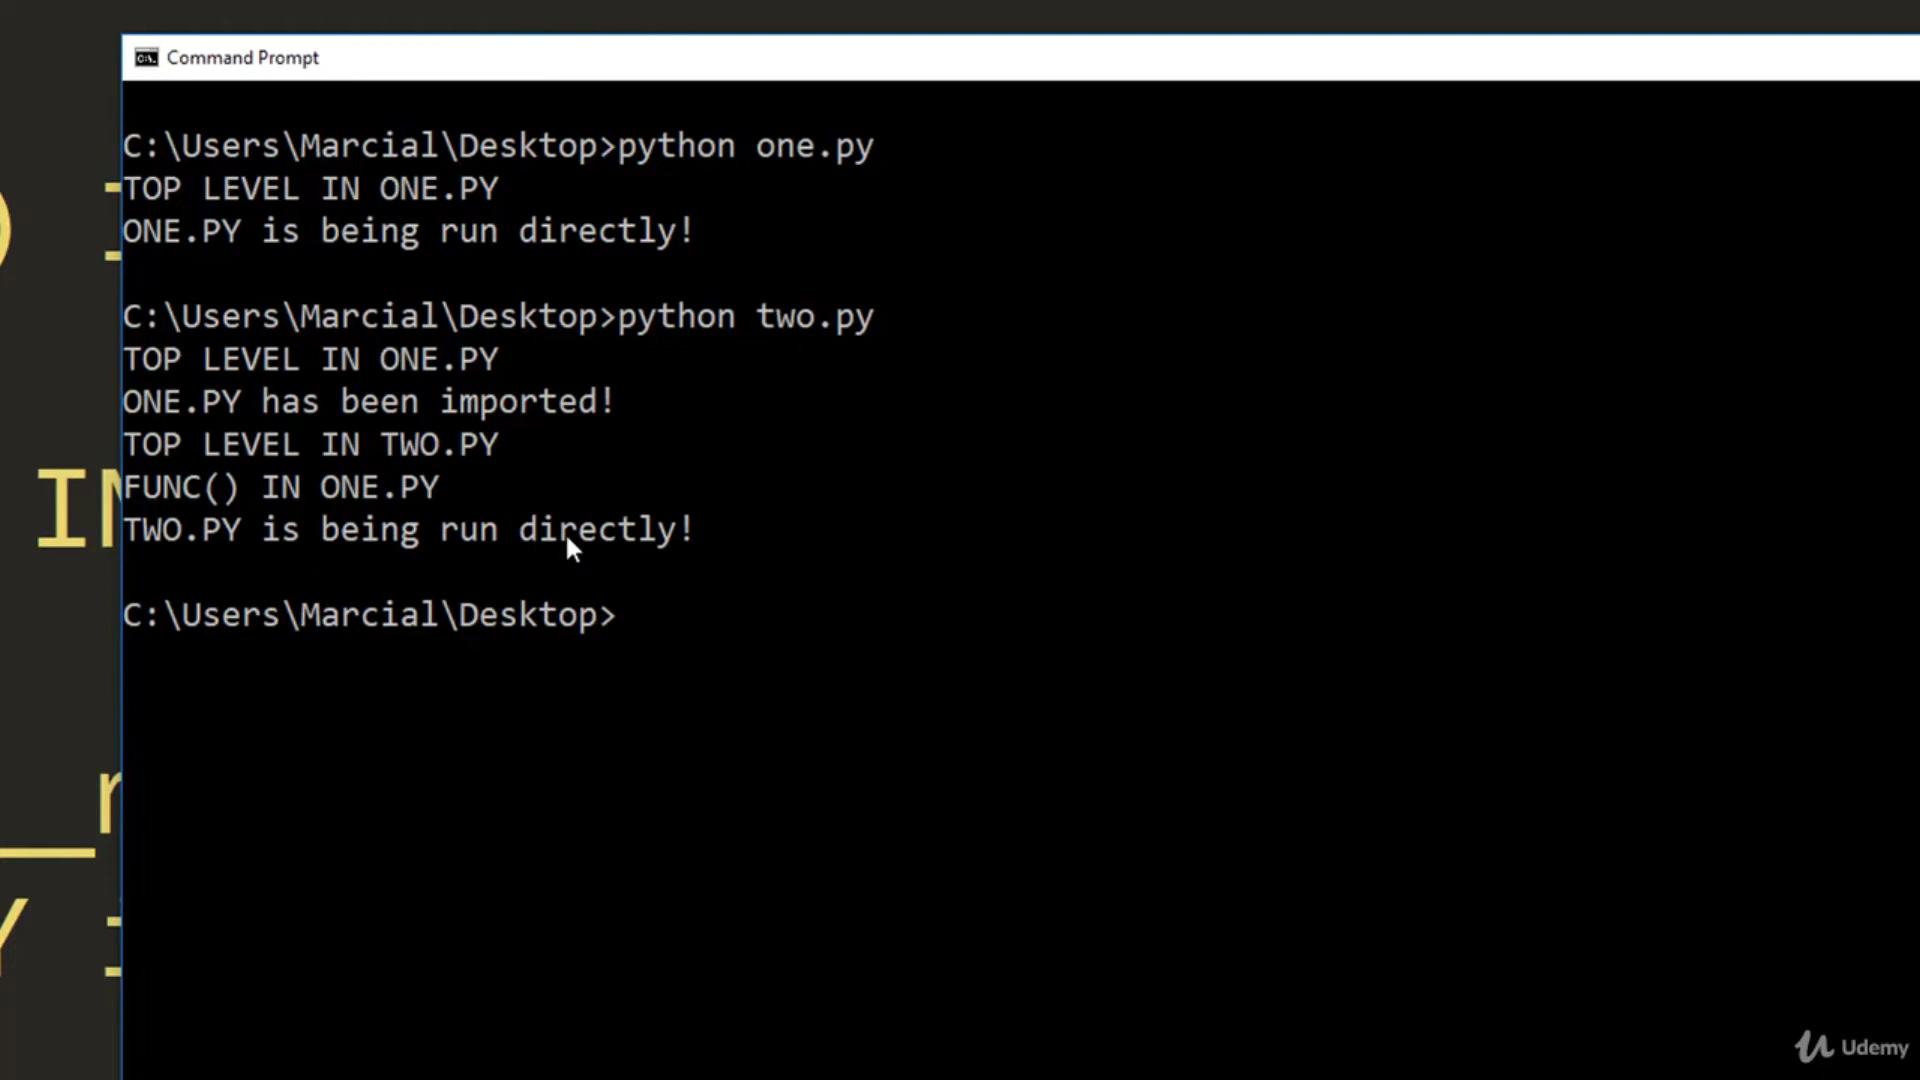 Command Prompt
C:\Users\Marcial\Desktop>python one.py
TOP LEVEL IN ONE.PY
ONE.PY is being run directly!
C:\Users\Marcial\Desktop>python two.py
TOP LEVEL IN ONE.PY
ONE.PY has been imported!
TOP LEVEL IN TWO.PY
FUNC() IN ONE.PY
TWO.PY is being run directly!
C:\Users\Marcial\Desktop>
Udemy